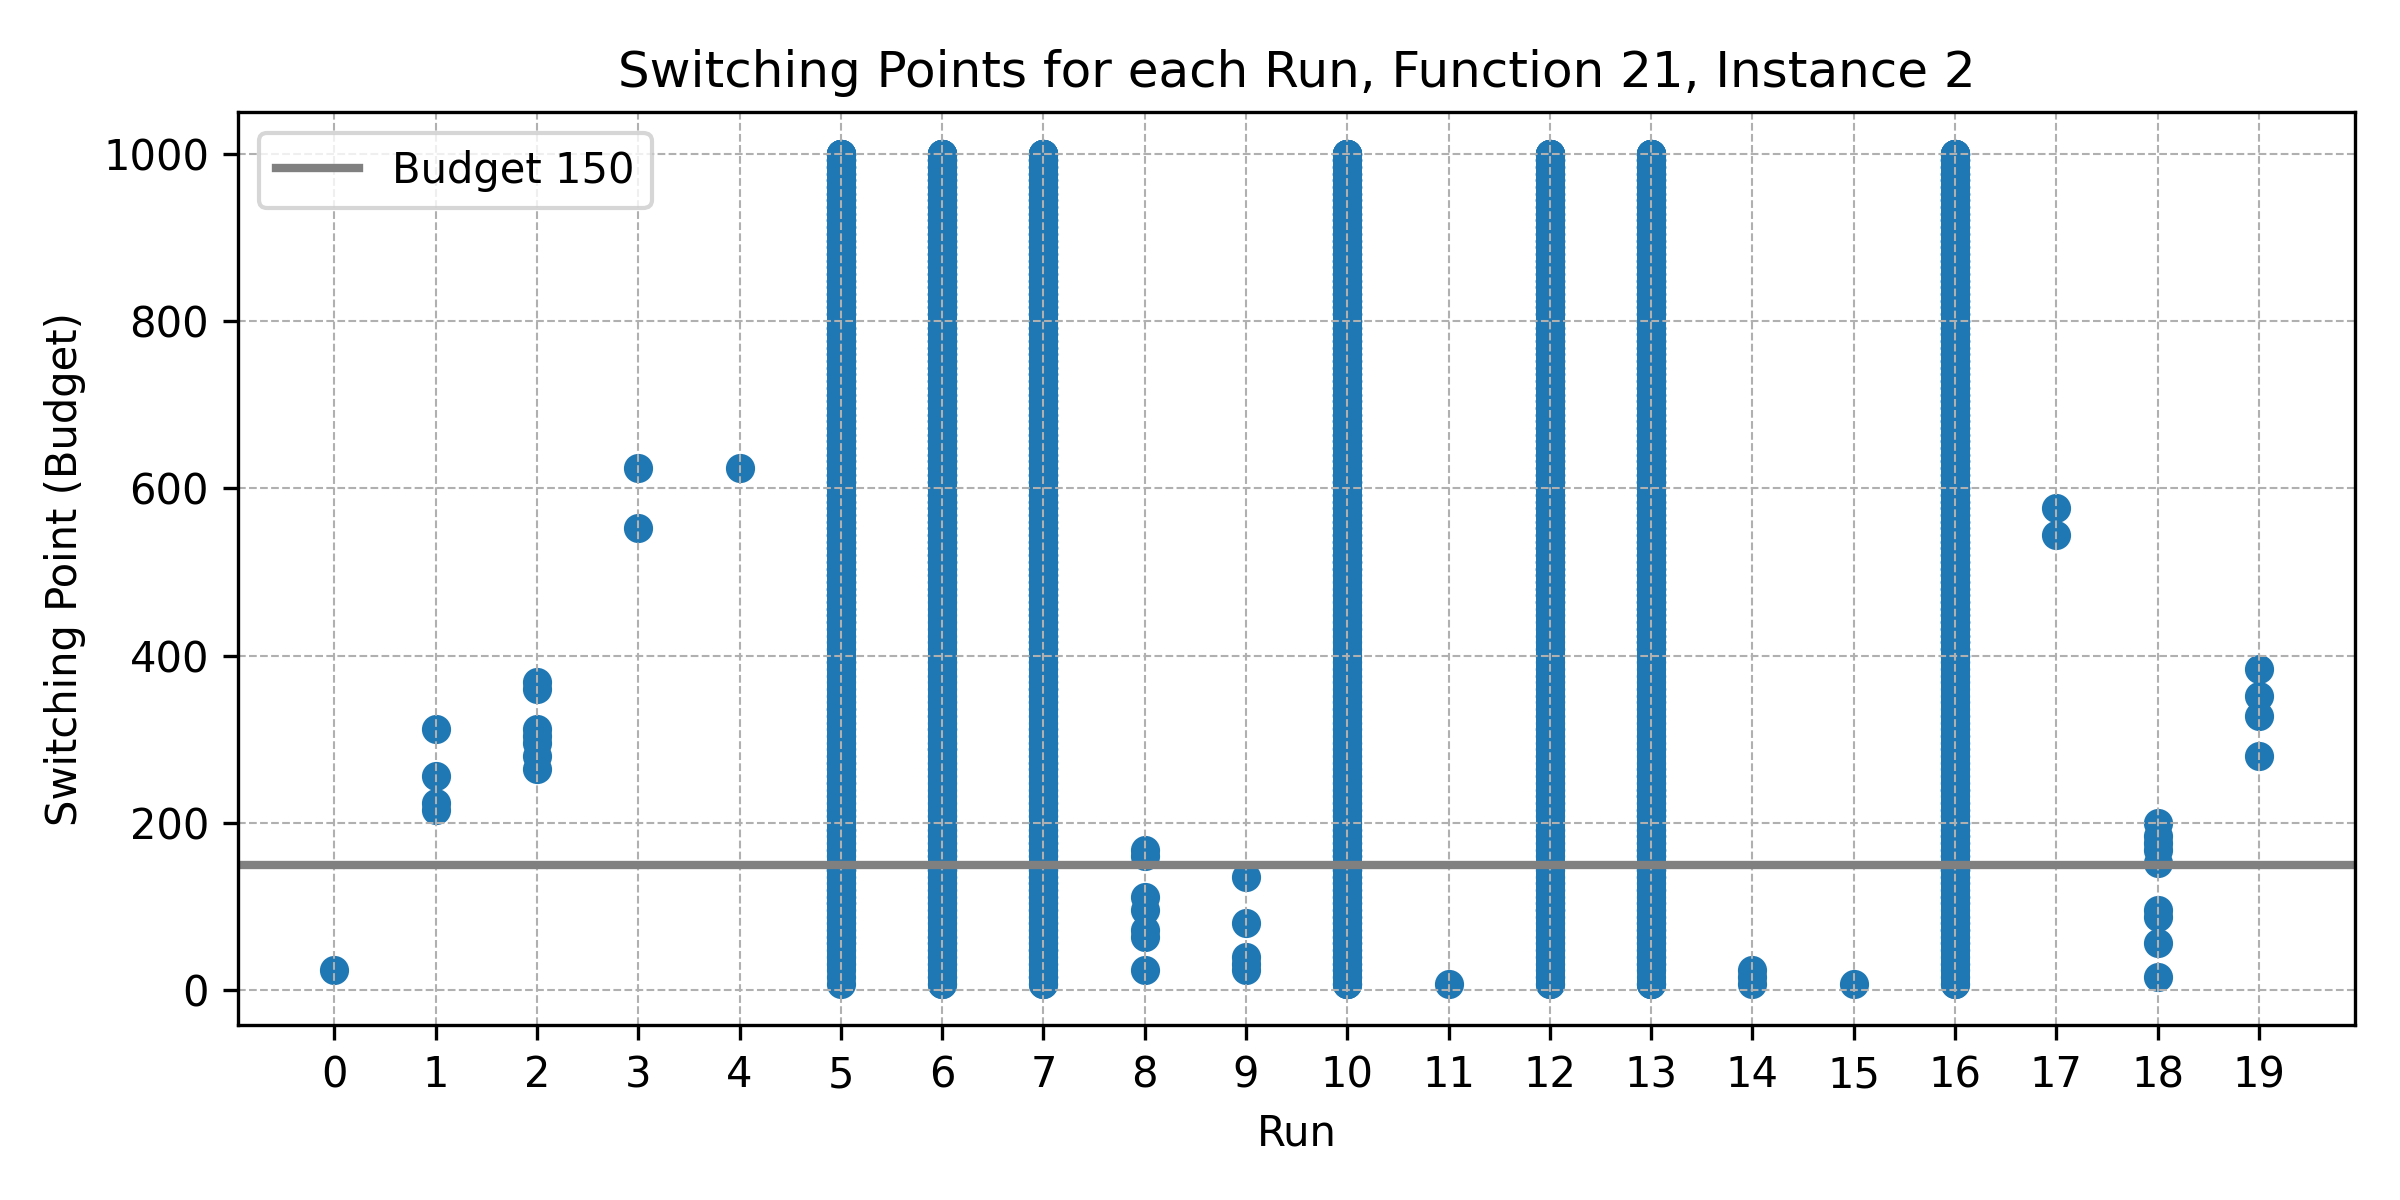 Switching Points for each Run, Function 21, Instance 2
Budget 150
Switching Point (Budget)
1000
800
600
400
200
0
0 1 2 3 4 5 6 7 8 9 10 11 12 13 14 15 16 17 18 19
Run